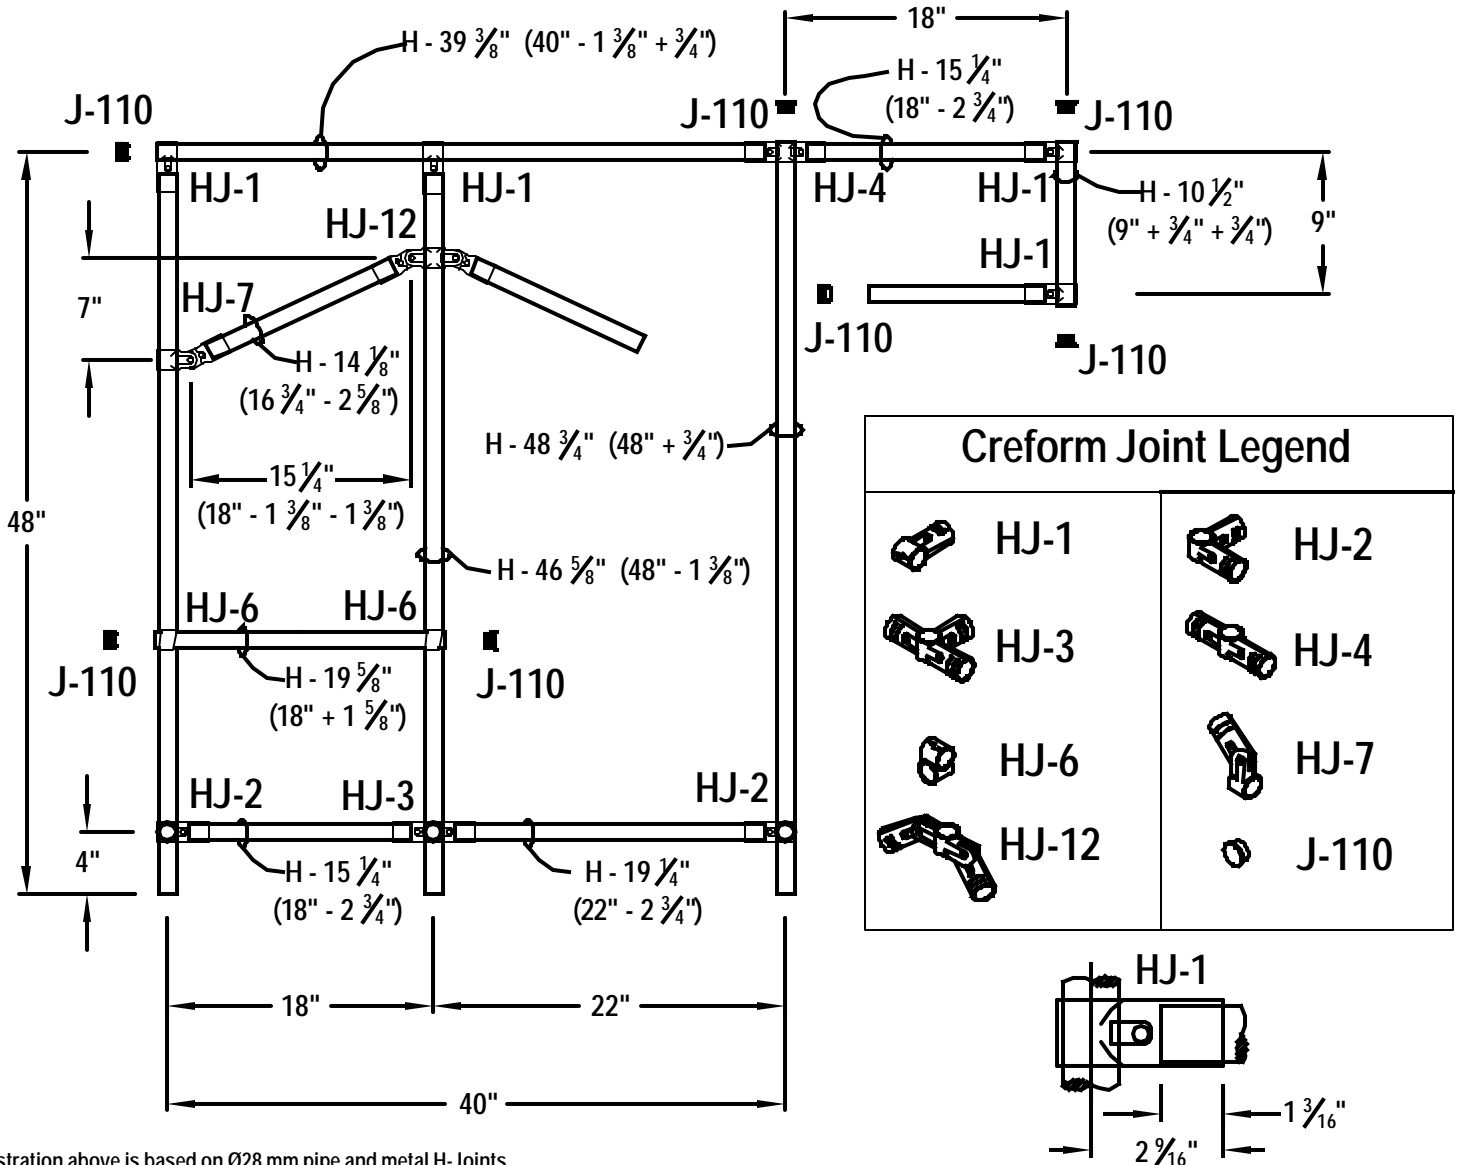 18"
H - 39 3/8" (40" - 1 3/8" + 3/4")
H - 15 1/4"
(18" - 2 3/4")
J-110
J-110
J-110
HJ-1
HJ-1
HJ-4
HJ-1
H - 10 1/2"
(9" + 3/4" + 3/4")
9"
HJ-12
HJ-1
7"
HJ-7
J-110
J-110
H - 14 1/8"
(16 3/4" - 2 5/8")
H - 48 3/4" (48" + 3/4")
15 1/4"
(18" - 1 3/8" - 1 3/8")
48"
H - 46 5/8" (48" - 1 3/8")
HJ-6
HJ-6
J-110
J-110
H - 19 5/8"
(18" + 1 5/8")
HJ-2
HJ-3
HJ-2
4"
H - 15 1/4"
(18" - 2 3/4")
H - 19 1/4"
(22" - 2 3/4")
18"
22"
40"
Creform Joint Legend
HJ-1
HJ-2
HJ-3
HJ-4
HJ-6
HJ-7
HJ-12
J-110
HJ-1
1 3/16"
2 9/16"
stration above is based on Ø28 mm pipe and metal H- Joints